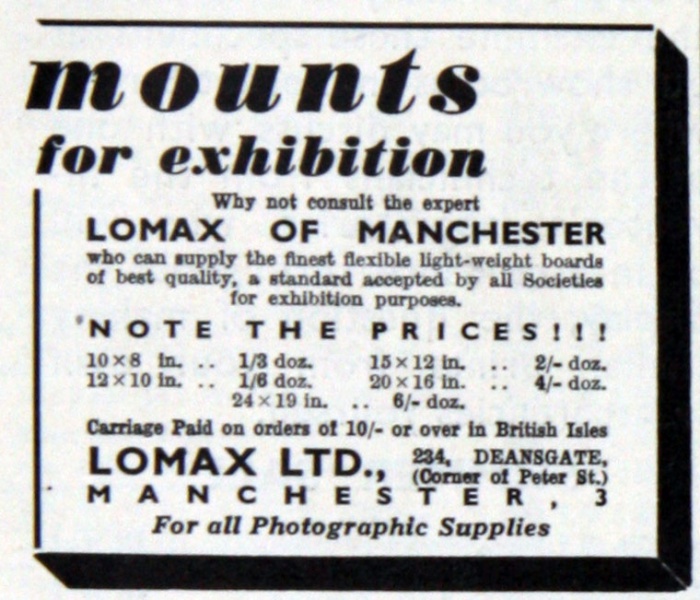 mounts
for exhibition
Why not consult the expert
LOMAX OF MANCHESTER
who can supply the finest flexible light-weight boards
of best quality, a standard accepted by all Societies
for exhibition purposes.
NOTE THE PRICES!!!
10×8 in. .. 1/3 doz. 15×12 in. .. 2/- doz.
12×10 in. .. 1/6 doz. 20×16 in. .. 4/- doz.
24×19 in. .. 6/- doz.
Carriage Paid on orders of 10/- or over in British Isles
LOMAX LTD., 234, DEANSGATE,
(Corner of Peter St.)
MANCHESTER, 3
For all Photographic Supplies